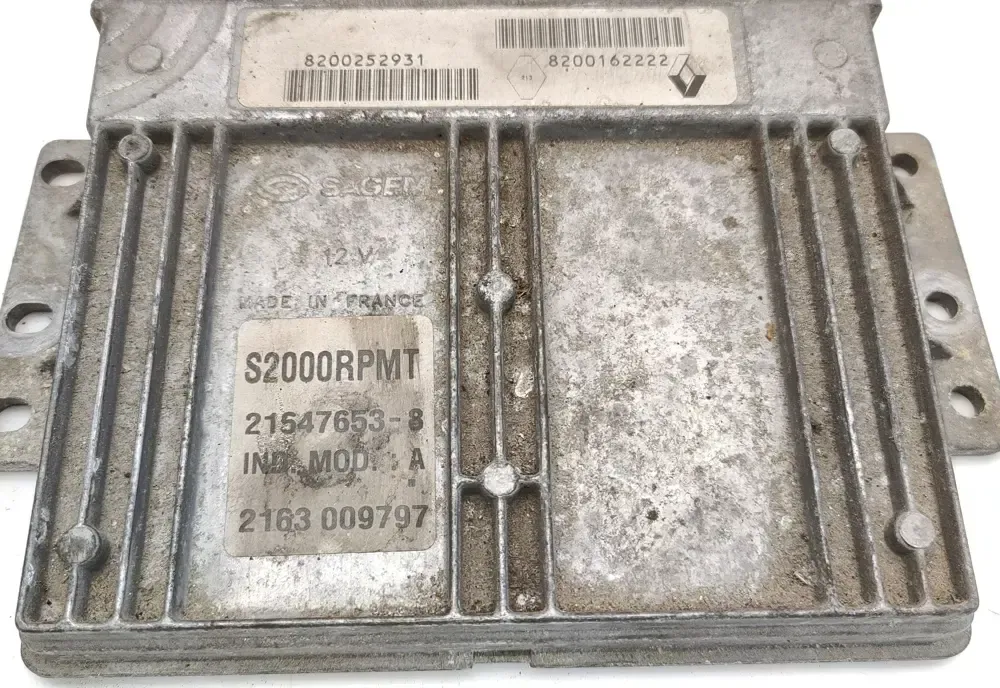 8200252931
8200162222
SAGEM
12 V
MADE IN FRANCE
S2000RPMT
21547653-8
IND. MOD. : A
2163 009797